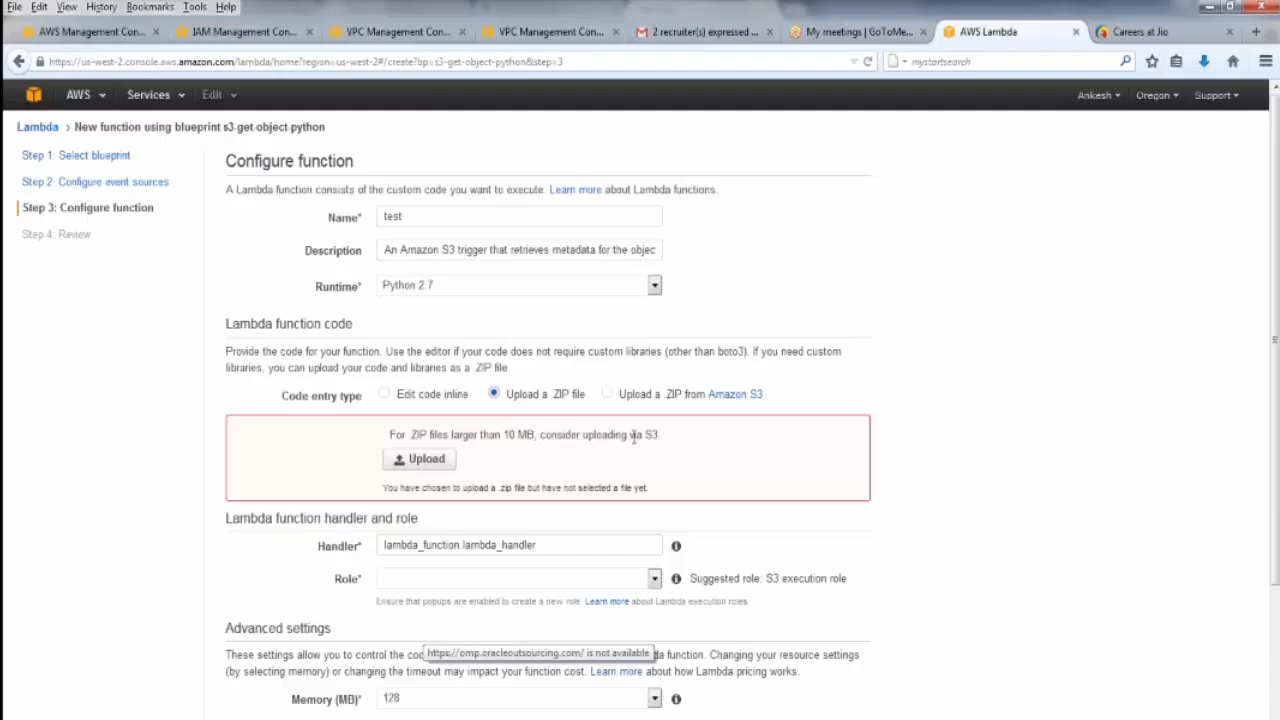 File Edit View History Bookmarks Tools Help
AWS Management Con... IAM Management Con... VPC Management Con... VPC Management Con... 2 recruiter(s) expressed ... My meetings | GoToMe... AWS Lambda Careers at Jio
https://us-west-2.console.aws.amazon.com/lambda/home?region=us-west-2#/create?bp=s3-get-object-python&step=3 mystartsearch
AWS Services Edit Ankesh Oregon Support
Lambda > New function using blueprint s3-get-object-python
Step 1: Select blueprint
Step 2: Configure event sources
Step 3: Configure function
Step 4: Review
Configure function
A Lambda function consists of the custom code you want to execute. Learn more about Lambda functions.
Name* test
Description An Amazon S3 trigger that retrieves metadata for the objec
Runtime* Python 2.7
Lambda function code
Provide the code for your function. Use the editor if your code does not require custom libraries (other than boto3). If you need custom
libraries, you can upload your code and libraries as a .ZIP file
Code entry type Edit code inline Upload a .ZIP file Upload a .ZIP from Amazon S3
For .ZIP files larger than 10 MB, consider uploading via S3.
Upload
You have chosen to upload a .zip file but have not selected a file yet.
Lambda function handler and role
Handler* lambda_function.lambda_handler
Role* Suggested role: S3 execution role
Ensure that popups are enabled to create a new role. Learn more about Lambda execution roles.
Advanced settings
https://omp.oracleoutsourcing.com/ is not available
These settings allow you to control the function. Changing your resource settings
(by selecting memory) or changing the timeout may impact your function cost. Learn more about how Lambda pricing works.
Memory (MB)* 128